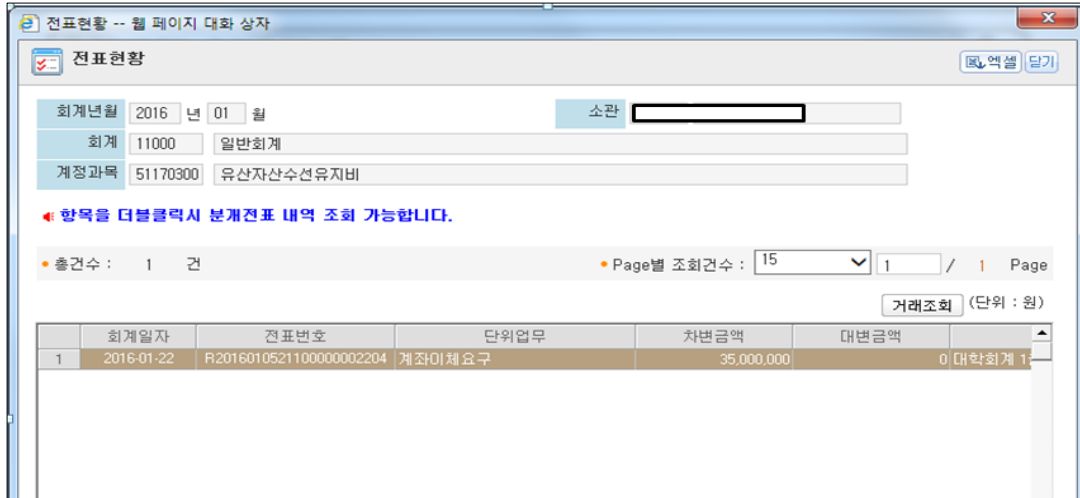 전표현황 -- 웹 페이지 대화 상자
전표현황 엑셀 닫기
회계년월 2016 년 01 월 소관
회계 11000 일반회계
계정과목 51170300 유산자산수선유지비
항목을 더블클릭시 분개전표 내역 조회 가능합니다.
총건수 : 1 건 Page별 조회건수 : 15 1 / 1 Page
거래조회 (단위 : 원)
회계일자 전표번호 단위업무 차변금액 대변금액
1 2016-01-22 R2016010521100000002204 계좌이체요구 35,000,000 0 대학회계